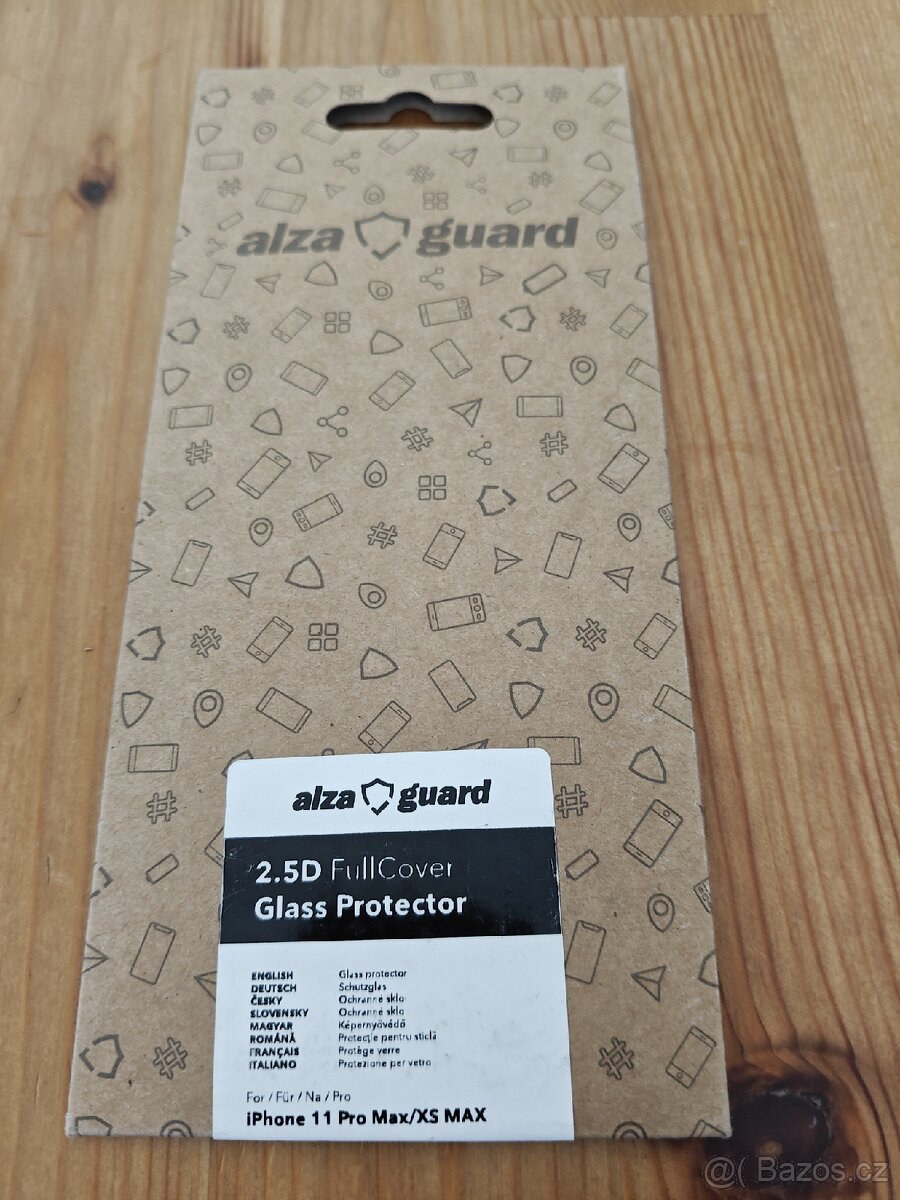 alza guard
alza guard
2.5D FullCover
Glass Protector
ENGLISH Glass protector
DEUTSCH Schutzglas
ČESKY Ochranné sklo
SLOVENSKY Ochranné sklo
MAGYAR Képernyővédő
ROMÂNĂ Protecție pentru sticlă
FRANÇAIS Protège verre
ITALIANO Protezione per vetro
For / Für / Na / Pro
iPhone 11 Pro Max/XS MAX
@( Bazoš.cz